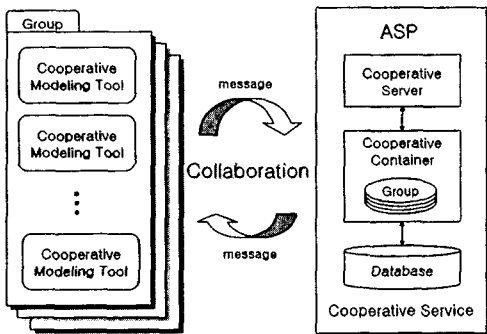 Group
Cooperative
Modeling Tool
Cooperative
Modeling Tool
Cooperative
Modeling Tool
message
Collaboration
message
ASP
Cooperative
Server
Cooperative
Container
Group
Database
Cooperative Service